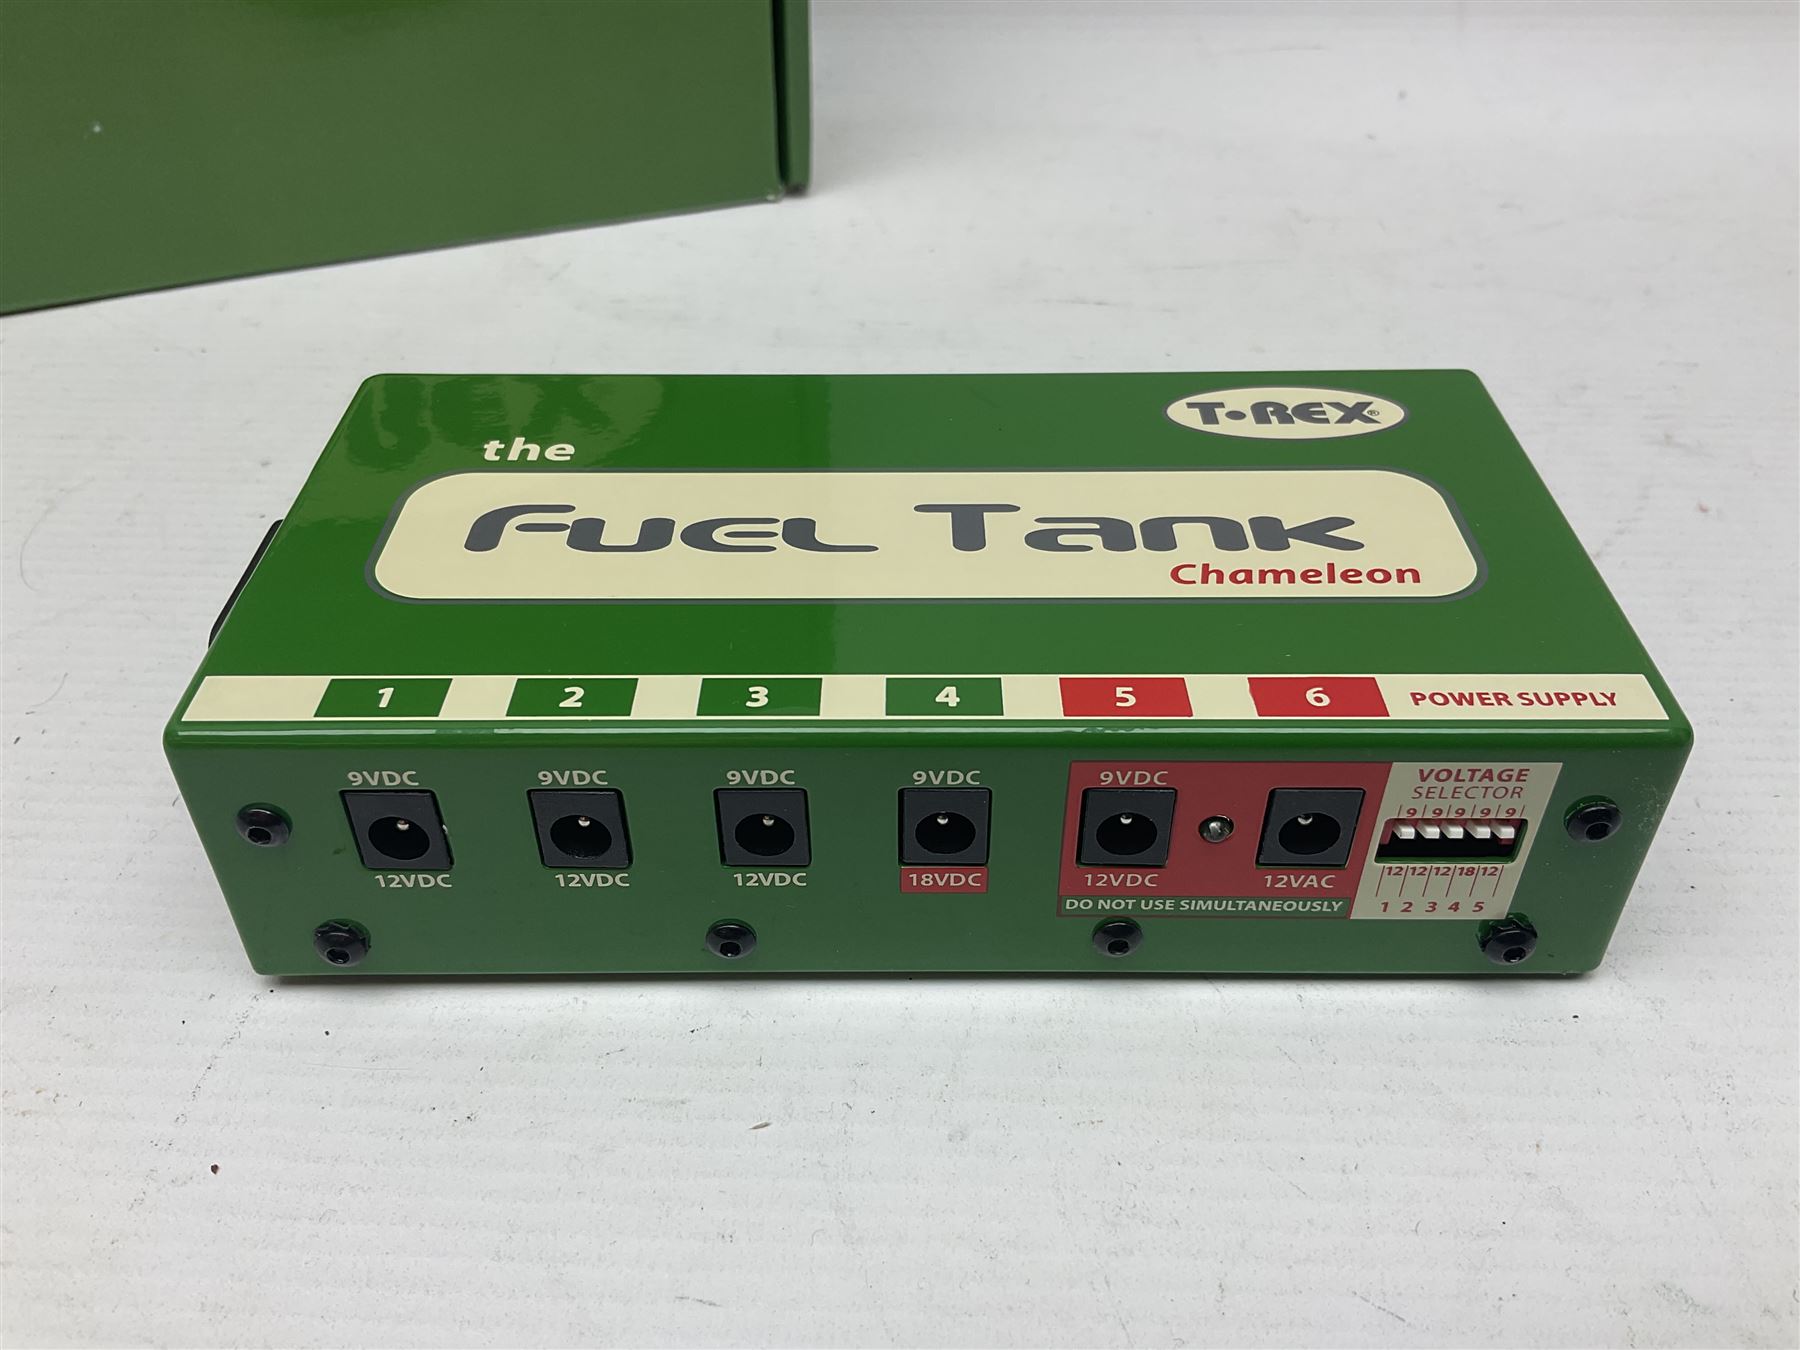 T•REX®
the
Fuel Tank
Chameleon
1 2 3 4 5 6 POWER SUPPLY
9VDC 9VDC 9VDC 9VDC 9VDC
12VDC 12VDC 12VDC 18VDC 12VDC 12VAC
DO NOT USE SIMULTANEOUSLY
VOLTAGE
SELECTOR
9 9 9 9 9
12 12 12 18 12
1 2 3 4 5